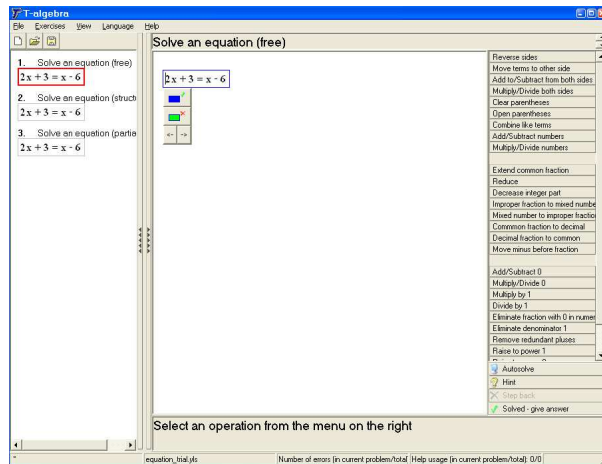 T-algebra
File Exercises View Language Help
1. Solve an equation (free)
2x + 3 = x - 6
2. Solve an equation (struct
2x + 3 = x - 6
3. Solve an equation (partia
2x + 3 = x - 6
Solve an equation (free)
2x + 3 = x - 6
<- ->
Reverse sides
Move terms to other side
Add to/Subtract from both sides
Multiply/Divide both sides
Clear parentheses
Open parentheses
Combine like terms
Add/Subtract numbers
Multiply/Divide numbers
Extend common fraction
Reduce
Decrease integer part
Improper fraction to mixed numbe
Mixed number to improper fractio
Commmon fraction to decimal
Decimal fraction to common
Move minus before fraction
Add/Subtract 0
Multiply/Divide 0
Multiply by 1
Divide by 1
Eliminate fraction with 0 in numer
Eliminate denominator 1
Remove redundant pluses
Raise to power 1
Autosolve
Hint
Step back
Solved - give answer
Select an operation from the menu on the right
equation_trial.yls
Number of errors (in current problem/total
Help usage (in current problem/total): 0/0